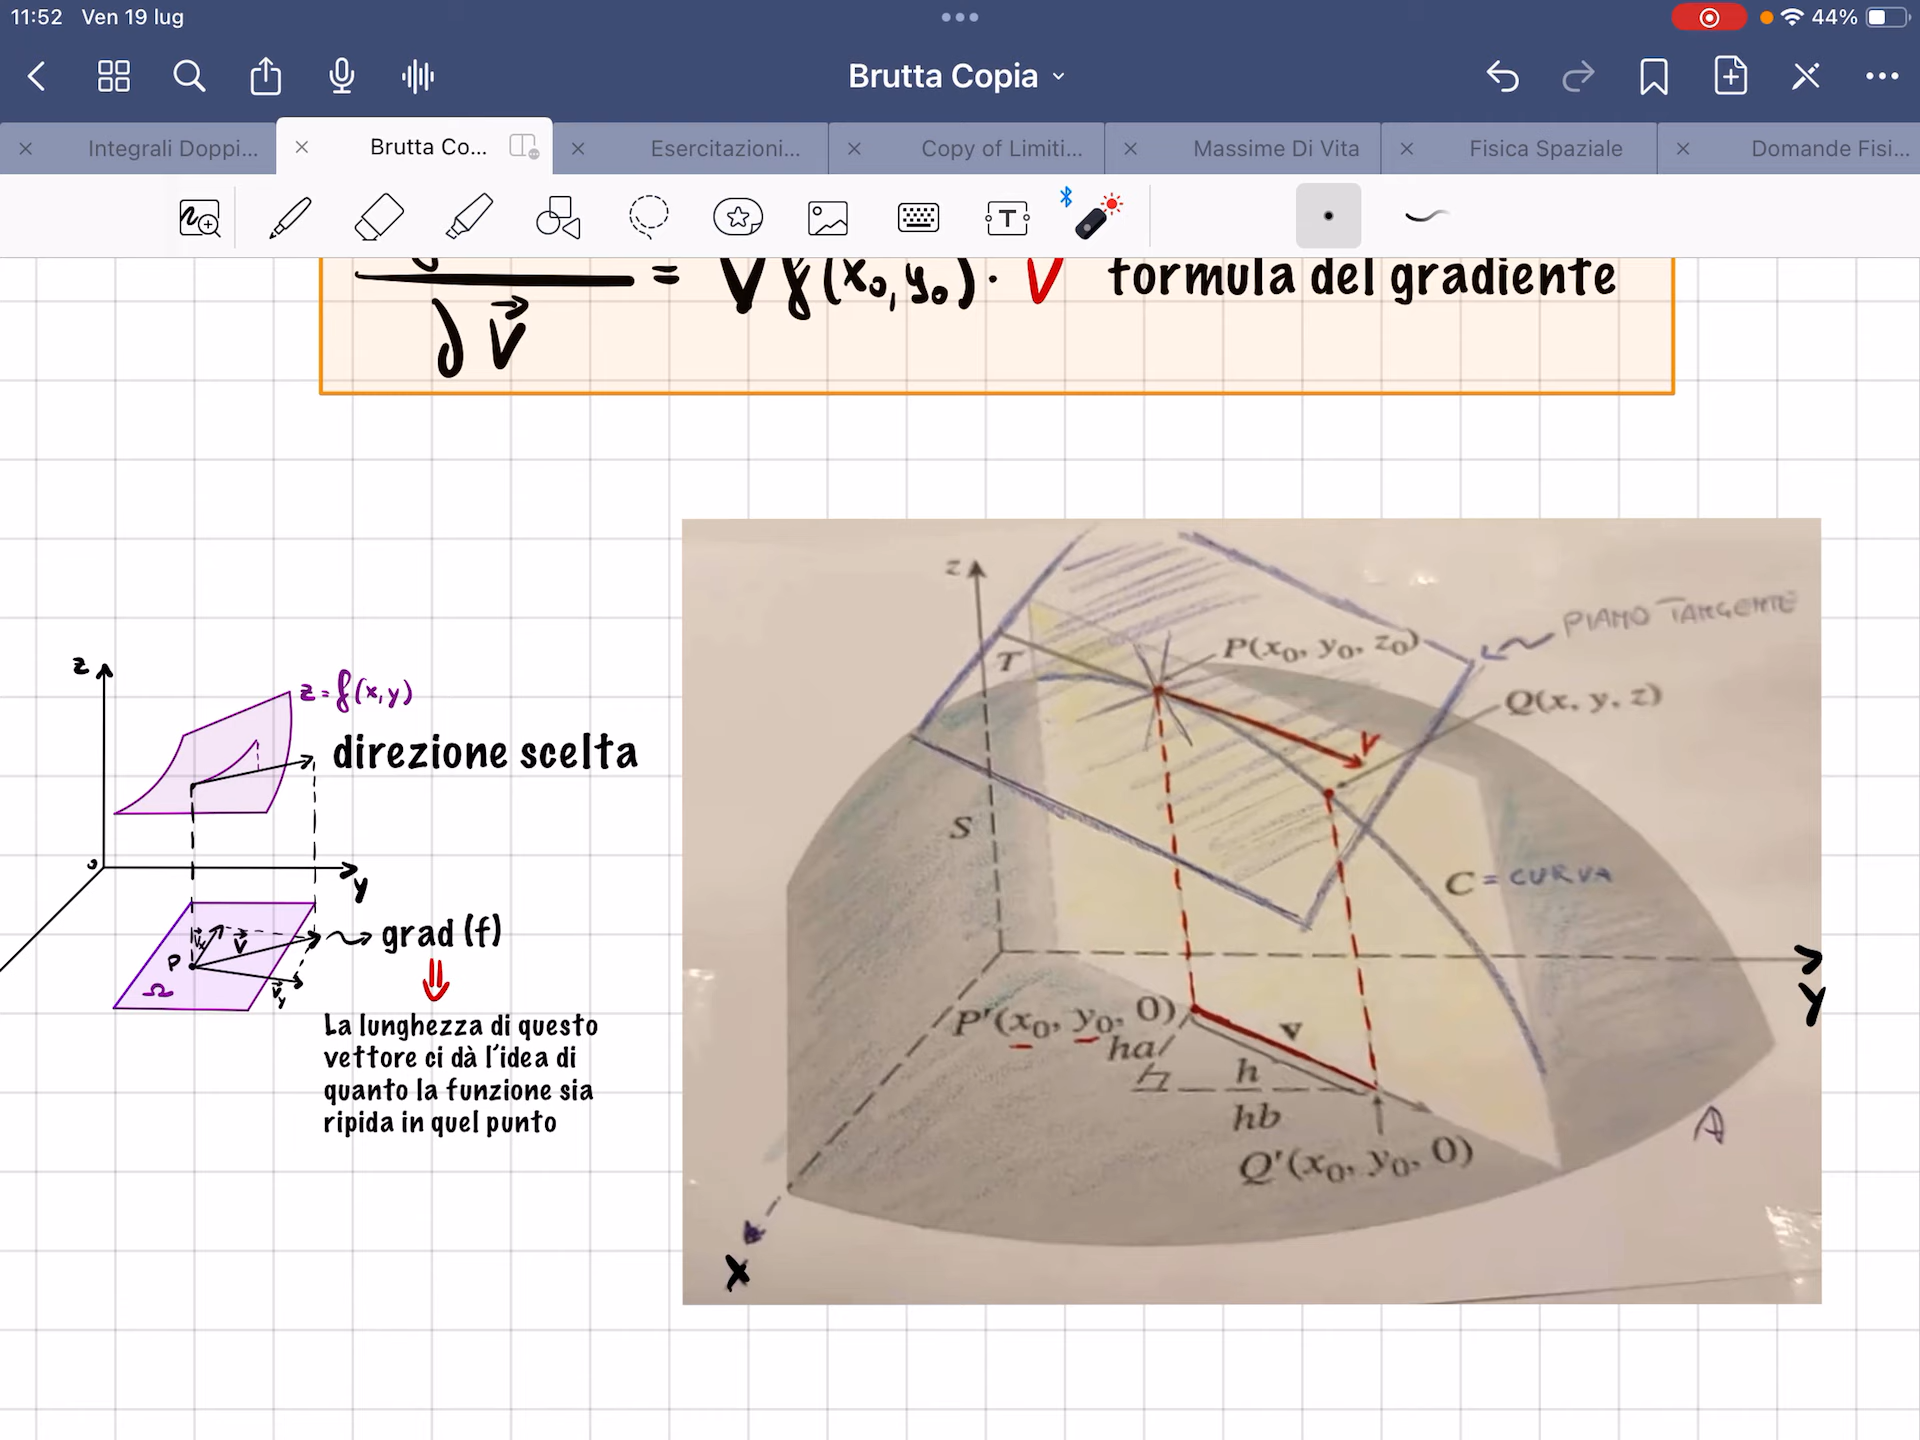 11:52 Ven 19 lug
44%
Brutta Copia
Integrali Doppi...
Brutta Co...
Esercitazioni...
Copy of Limiti...
Massime Di Vita
Fisica Spaziale
Domande Fisi...
T
= ∇f(x₀,y₀) · v formula del gradiente
∂v⃗
z
z = f(x,y)
direzione scelta
y
v⃗
P
v⃗y
Ω
grad (f)
⇓
La lunghezza di questo
vettore ci dà l'idea di
quanto la funzione sia
ripida in quel punto
z
PIANO TANGENTE
T
P(x₀, y₀, z₀)
Q(x, y, z)
v
S
C = CURVA
y
P'(x₀, y₀, 0)
v
ha
h
hb
Q'(x₀, y₀, 0)
A
x